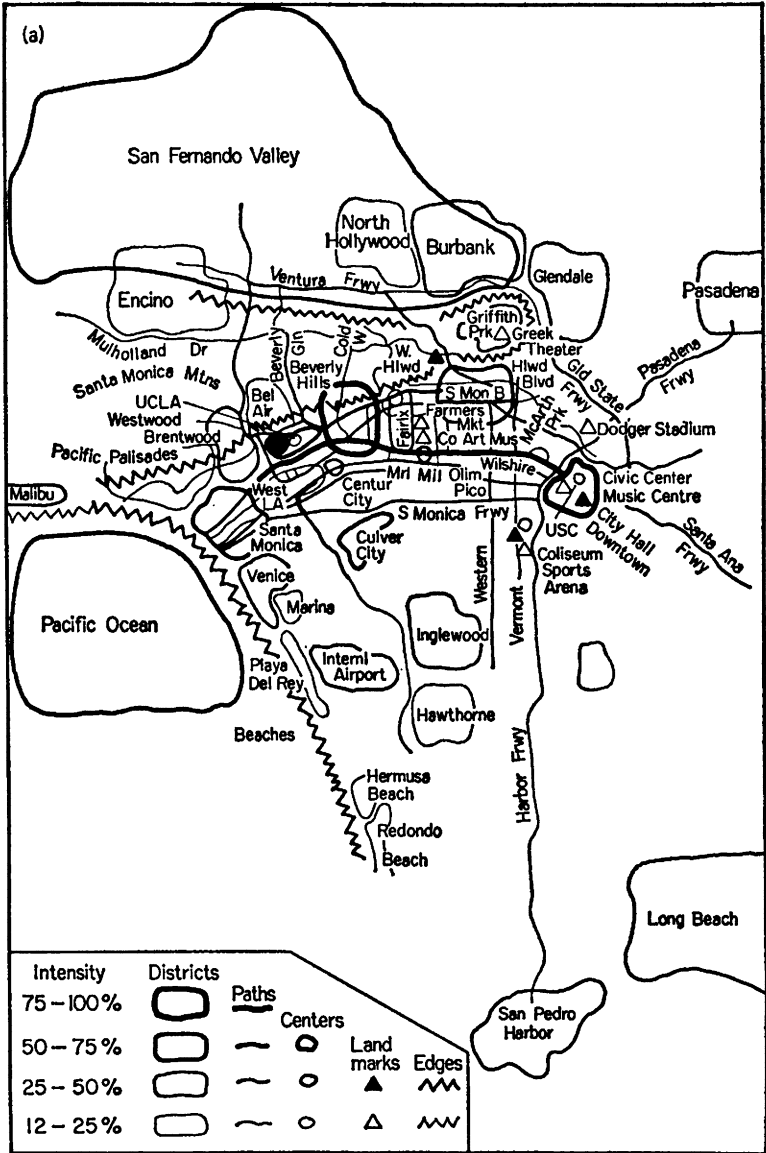 (a)
San Fernando Valley
North
Hollywood
Burbank
Glendale
Pasadena
Encino
Ventura Frwy
Griffith
Prk
Greek
Theater
Mulholland Dr
Santa Monica Mtns
Beverly
Gln
Cold
W.
W.
Hlwd
Beverly
Hills
Bel
Air
Hlwd
Blvd
S Mon B
Gld State
Frwy
Pasadena
Frwy
UCLA
Westwood
Brentwood
Pacific Palisades
Fairix
Farmers
Mkt
Co Art Mus
McArth
Prk
Dodger Stadium
Malibu
West
LA
Centur
City
Mrl Mil Olim
Pico
Wilshire
Civic Center
Music Centre
S Monica Frwy
Santa
Monica
Culver
City
USC
City Hall
Downtown
Santa Ana
Frwy
Coliseum
Sports
Arena
Venice
Marina
Western
Vermont
Pacific Ocean
Inglewood
Playa
Del Rey
Internl
Airport
Hawthorne
Beaches
Harbor Frwy
Hermusa
Beach
Redondo
Beach
Long Beach
San Pedro
Harbor
Intensity Districts Paths Centers Land marks Edges
75-100%
50-75%
25-50%
12-25%